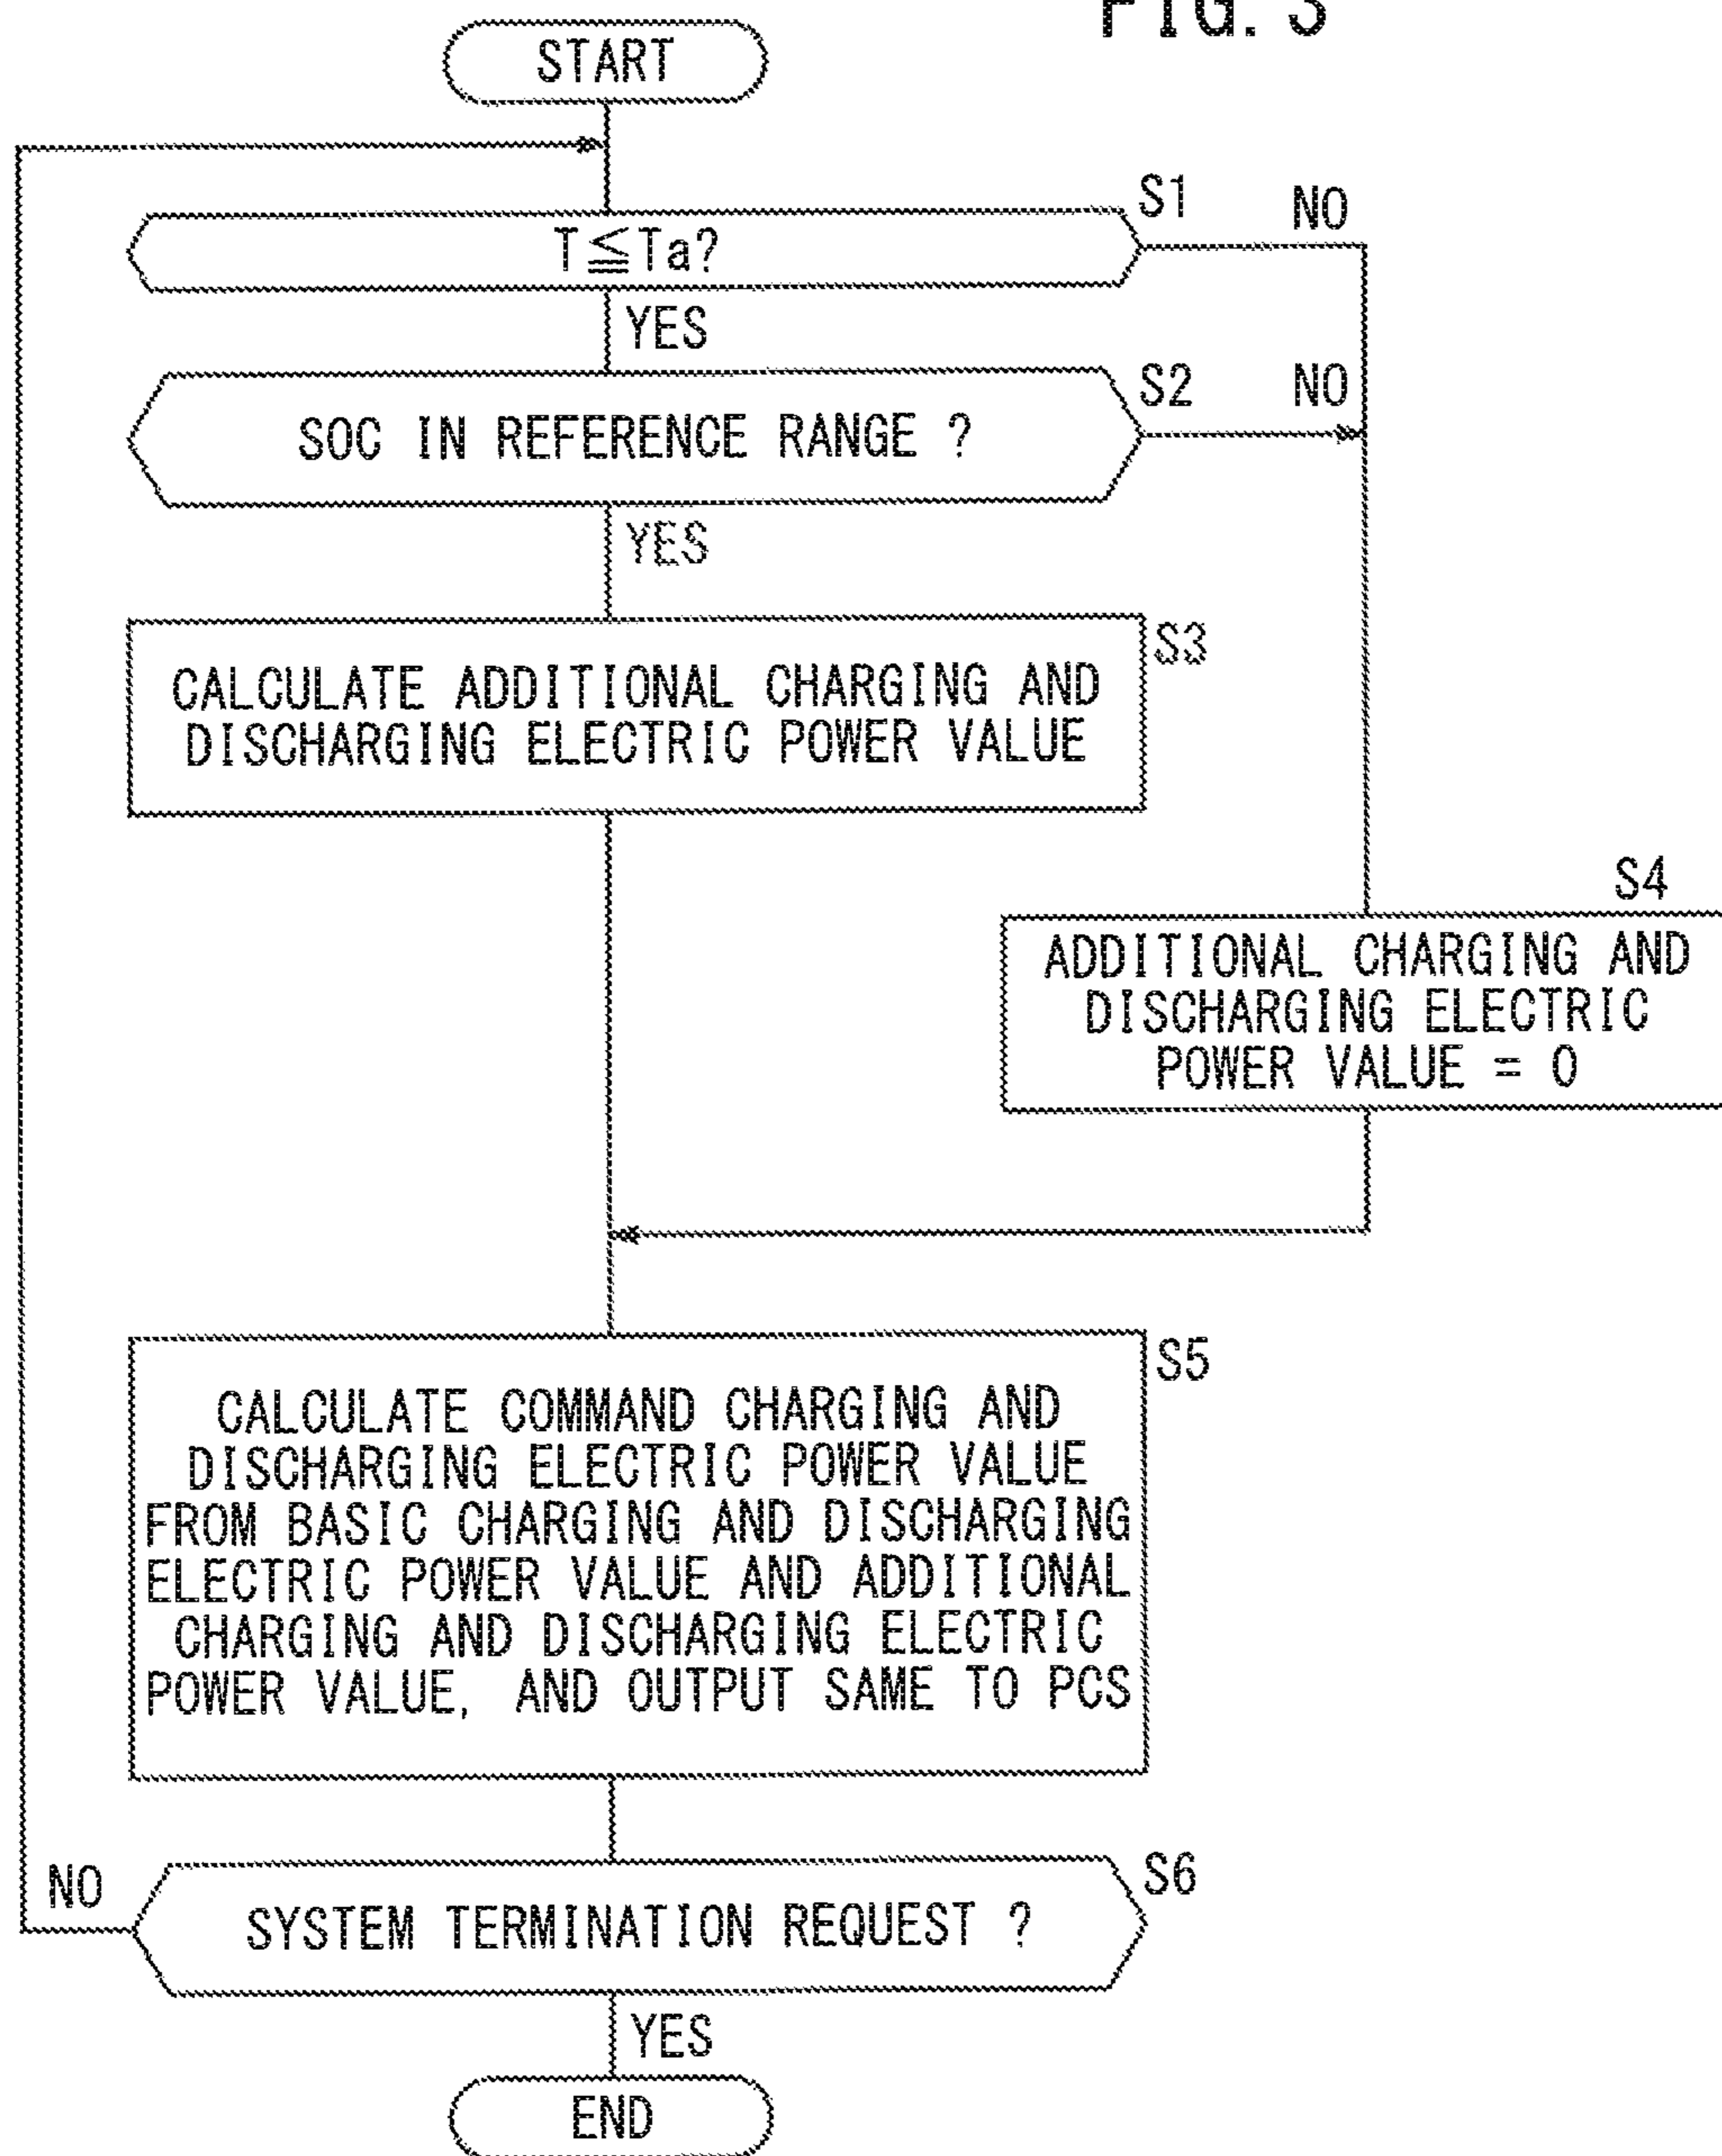 FIG. 3
START
S1
NO
T≦Ta?
YES
S2
NO
SOC IN REFERENCE RANGE ?
YES
S3
CALCULATE ADDITIONAL CHARGING AND
DISCHARGING ELECTRIC POWER VALUE
S4
ADDITIONAL CHARGING AND
DISCHARGING ELECTRIC
POWER VALUE = 0
S5
CALCULATE COMMAND CHARGING AND
DISCHARGING ELECTRIC POWER VALUE
FROM BASIC CHARGING AND DISCHARGING
ELECTRIC POWER VALUE AND ADDITIONAL
CHARGING AND DISCHARGING ELECTRIC
POWER VALUE, AND OUTPUT SAME TO PCS
NO
S6
SYSTEM TERMINATION REQUEST ?
YES
END